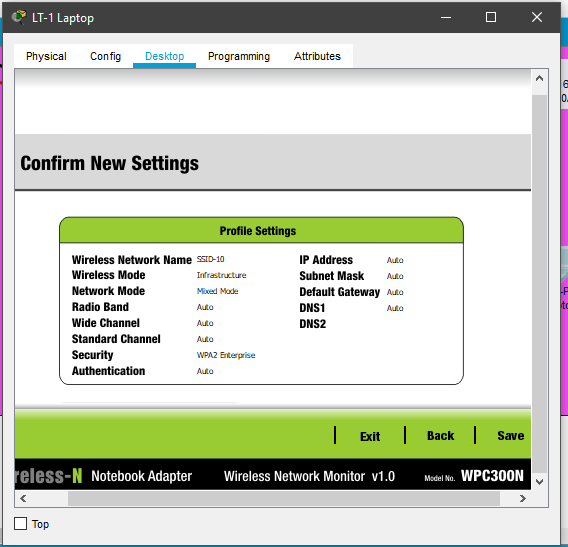 LT-1 Laptop
Physical Config Desktop Programming Attributes
Confirm New Settings
Profile Settings
Wireless Network Name SSID-10
Wireless Mode Infrastructure
Network Mode Mixed Mode
Radio Band Auto
Wide Channel Auto
Standard Channel Auto
Security WPA2 Enterprise
Authentication Auto
IP Address Auto
Subnet Mask Auto
Default Gateway Auto
DNS1 Auto
DNS2
Exit Back Save
reless-N Notebook Adapter Wireless Network Monitor v1.0 Model No. WPC300N
Top